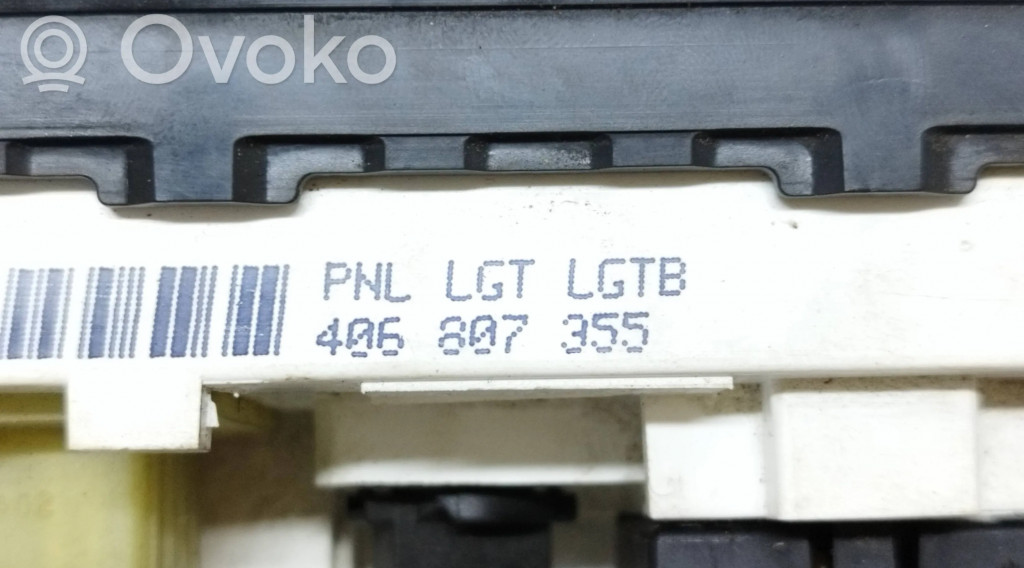 Ovoko
PNL LGT LGTB
406 807 355